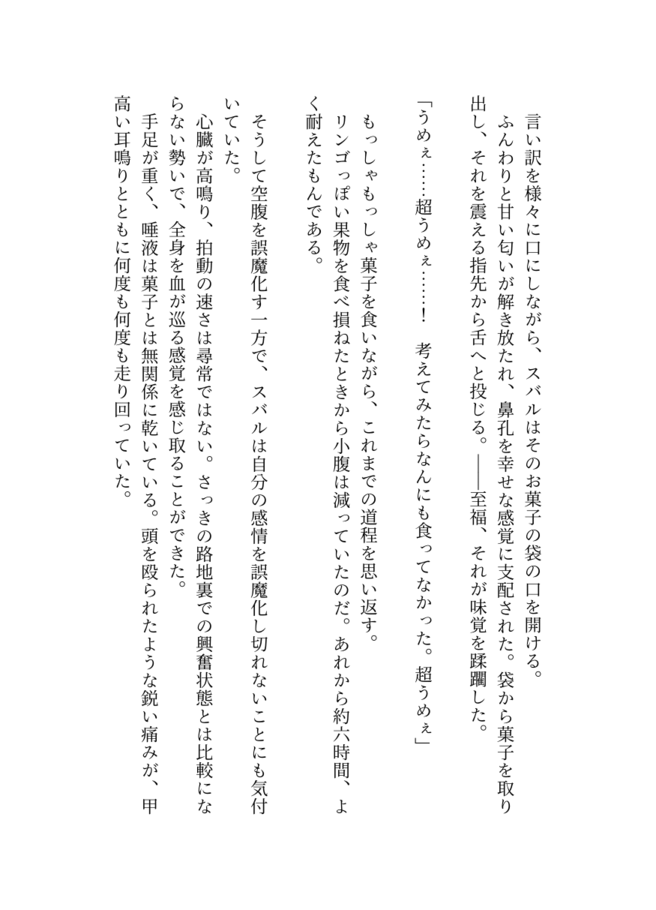 言い訳を様々に口にしながら、スバルはそのお菓子の袋の口を開ける。
　ふんわりと甘い匂いが解き放たれ、鼻孔を幸せな感覚に支配された。袋から菓子を取り
出し、それを震える指先から舌へと投じる。――至福、それが味覚を蹂躙した。
「うめぇ……超うめぇ……！　考えてみたらなんにも食ってなかった。超うめぇ」
　もっしゃもっしゃ菓子を食いながら、これまでの道程を思い返す。
　リンゴっぽい果物を食べ損ねたときから小腹は減っていたのだ。あれから約六時間、よ
く耐えたもんである。
　そうして空腹を誤魔化す一方で、スバルは自分の感情を誤魔化し切れないことにも気付
いていた。
　心臓が高鳴り、拍動の速さは尋常ではない。さっきの路地裏での興奮状態とは比較にな
らない勢いで、全身を血が巡る感覚を感じ取ることができた。
　手足が重く、唾液は菓子とは無関係に乾いている。頭を殴られたような鋭い痛みが、甲
高い耳鳴りとともに何度も何度も走り回っていた。